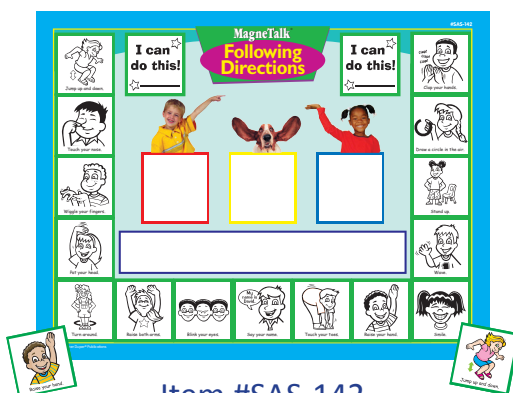 #SAS-142
MagneTalk
Following
Directions
I can
do this!
I can
do this!
Jump up and down.
Clap your hands.
Touch your nose.
Draw a circle in the air.
Wiggle your fingers.
Stand up
Pat your head.
Wave.
Turn around.
Raise both arms.
Blink your eyes.
My
name is
Say your name.
Touch your toes.
Raise your hand.
Smile.
Raise your hand.
Jump up and down.
Item #SAS-142